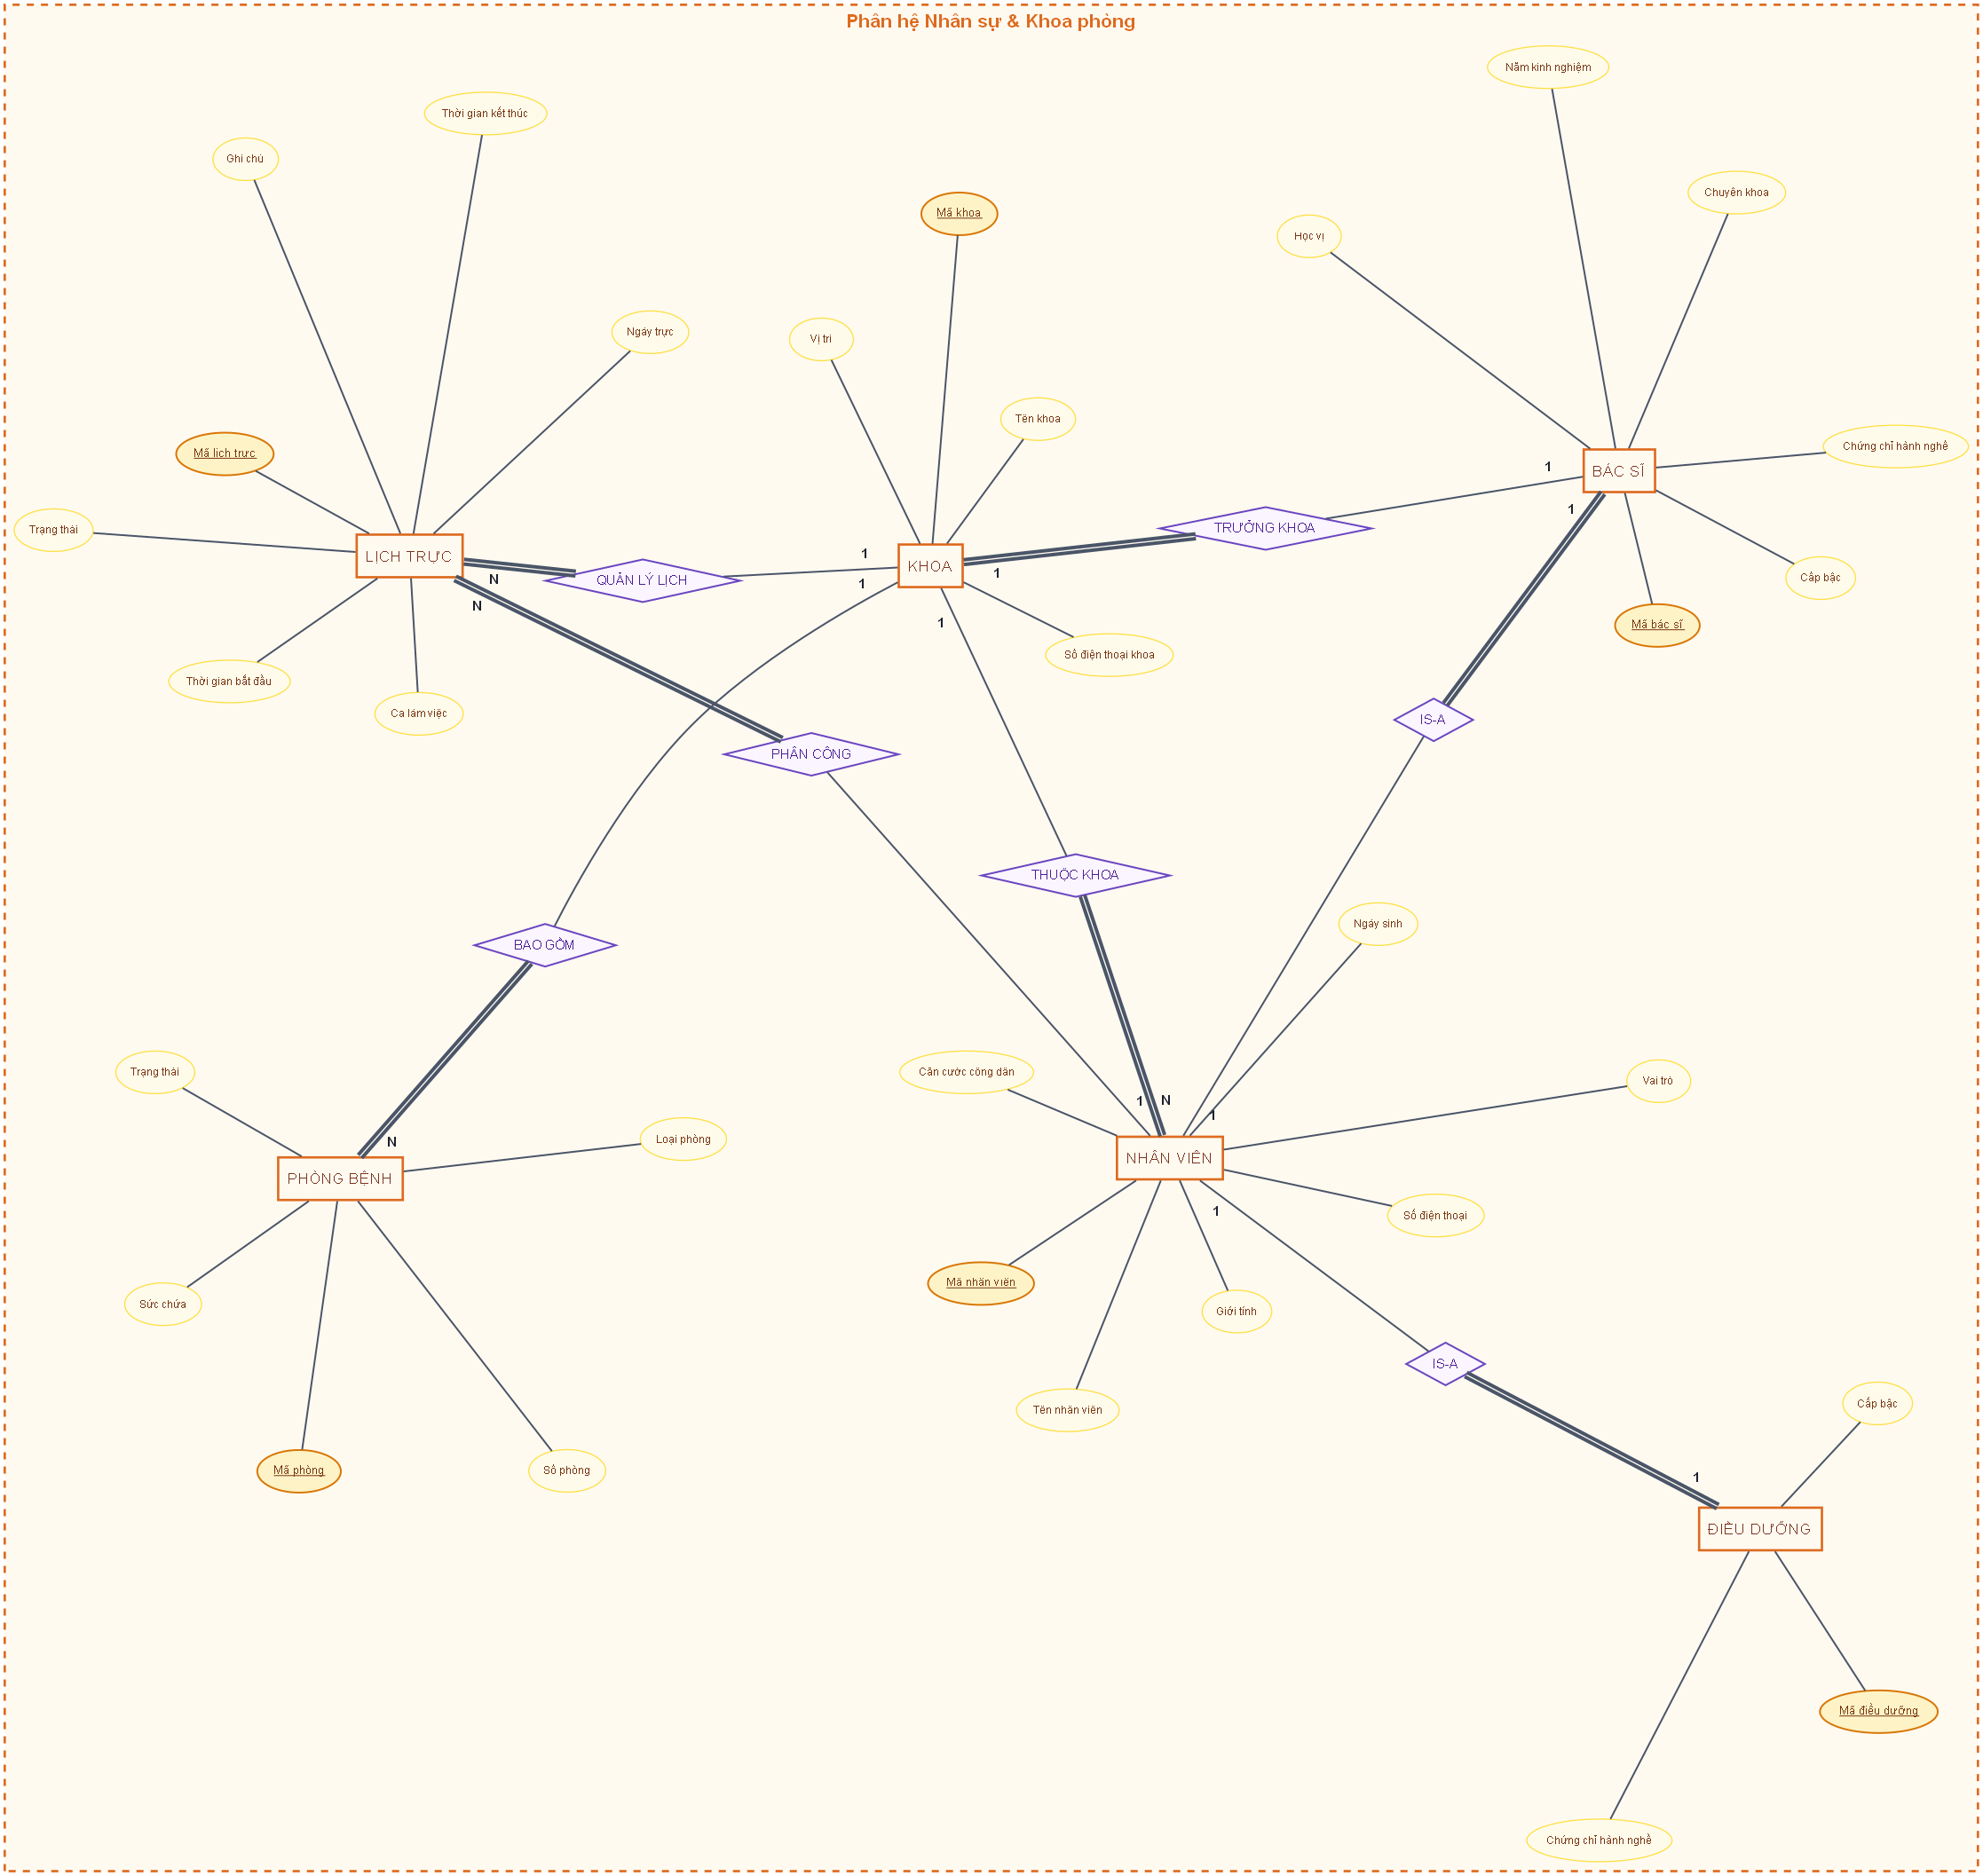 Phân hệ Nhân sự & Khoa phòng
Năm kinh nghiệm
Thời gian kết thúc
Ghi chú
Chuyên khoa
Mã khoa
Học vị
Ngày trực
Vị trí
Tên khoa
Chứng chỉ hành nghề
Mã lịch trực
1
BÁC SĨ
1
Trạng thái
TRƯỞNG KHOA
LỊCH TRỰC
1
KHOA
1
N
QUẢN LÝ LỊCH
1
Cấp bậc
N
1
Mã bác sĩ
Số điện thoại khoa
Thời gian bắt đầu
Ca làm việc
IS-A
PHÂN CÔNG
THUỘC KHOA
Ngày sinh
BAO GỒM
Trạng thái
Căn cước công dân
Vai trò
1
N
1
N
Loại phòng
NHÂN VIÊN
PHÒNG BỆNH
1
Số điện thoại
Mã nhân viên
Sức chứa
Giới tính
IS-A
Cấp bậc
Tên nhân viên
Mã phòng
Số phòng
1
ĐIỀU DƯỠNG
Mã điều dưỡng
Chứng chỉ hành nghề